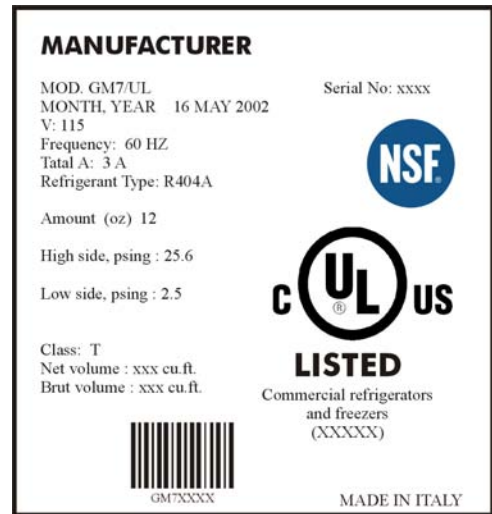 MANUFACTURER
MOD. GM7/UL
Serial No: xxxx
MONTH, YEAR 16 MAY 2002
V: 115
Frequency: 60 HZ
Tatal A: 3 A
Refrigerant Type: R404A
NSF®
Amount (oz) 12
High side, psing : 25.6
Low side, psing : 2.5
C UL® US
LISTED
Class: T
Net volume : xxx cu.ft.
Brut volume : xxx cu.ft.
Commercial refrigerators
and freezers
(XXXXX)
GM7XXXX
MADE IN ITALY